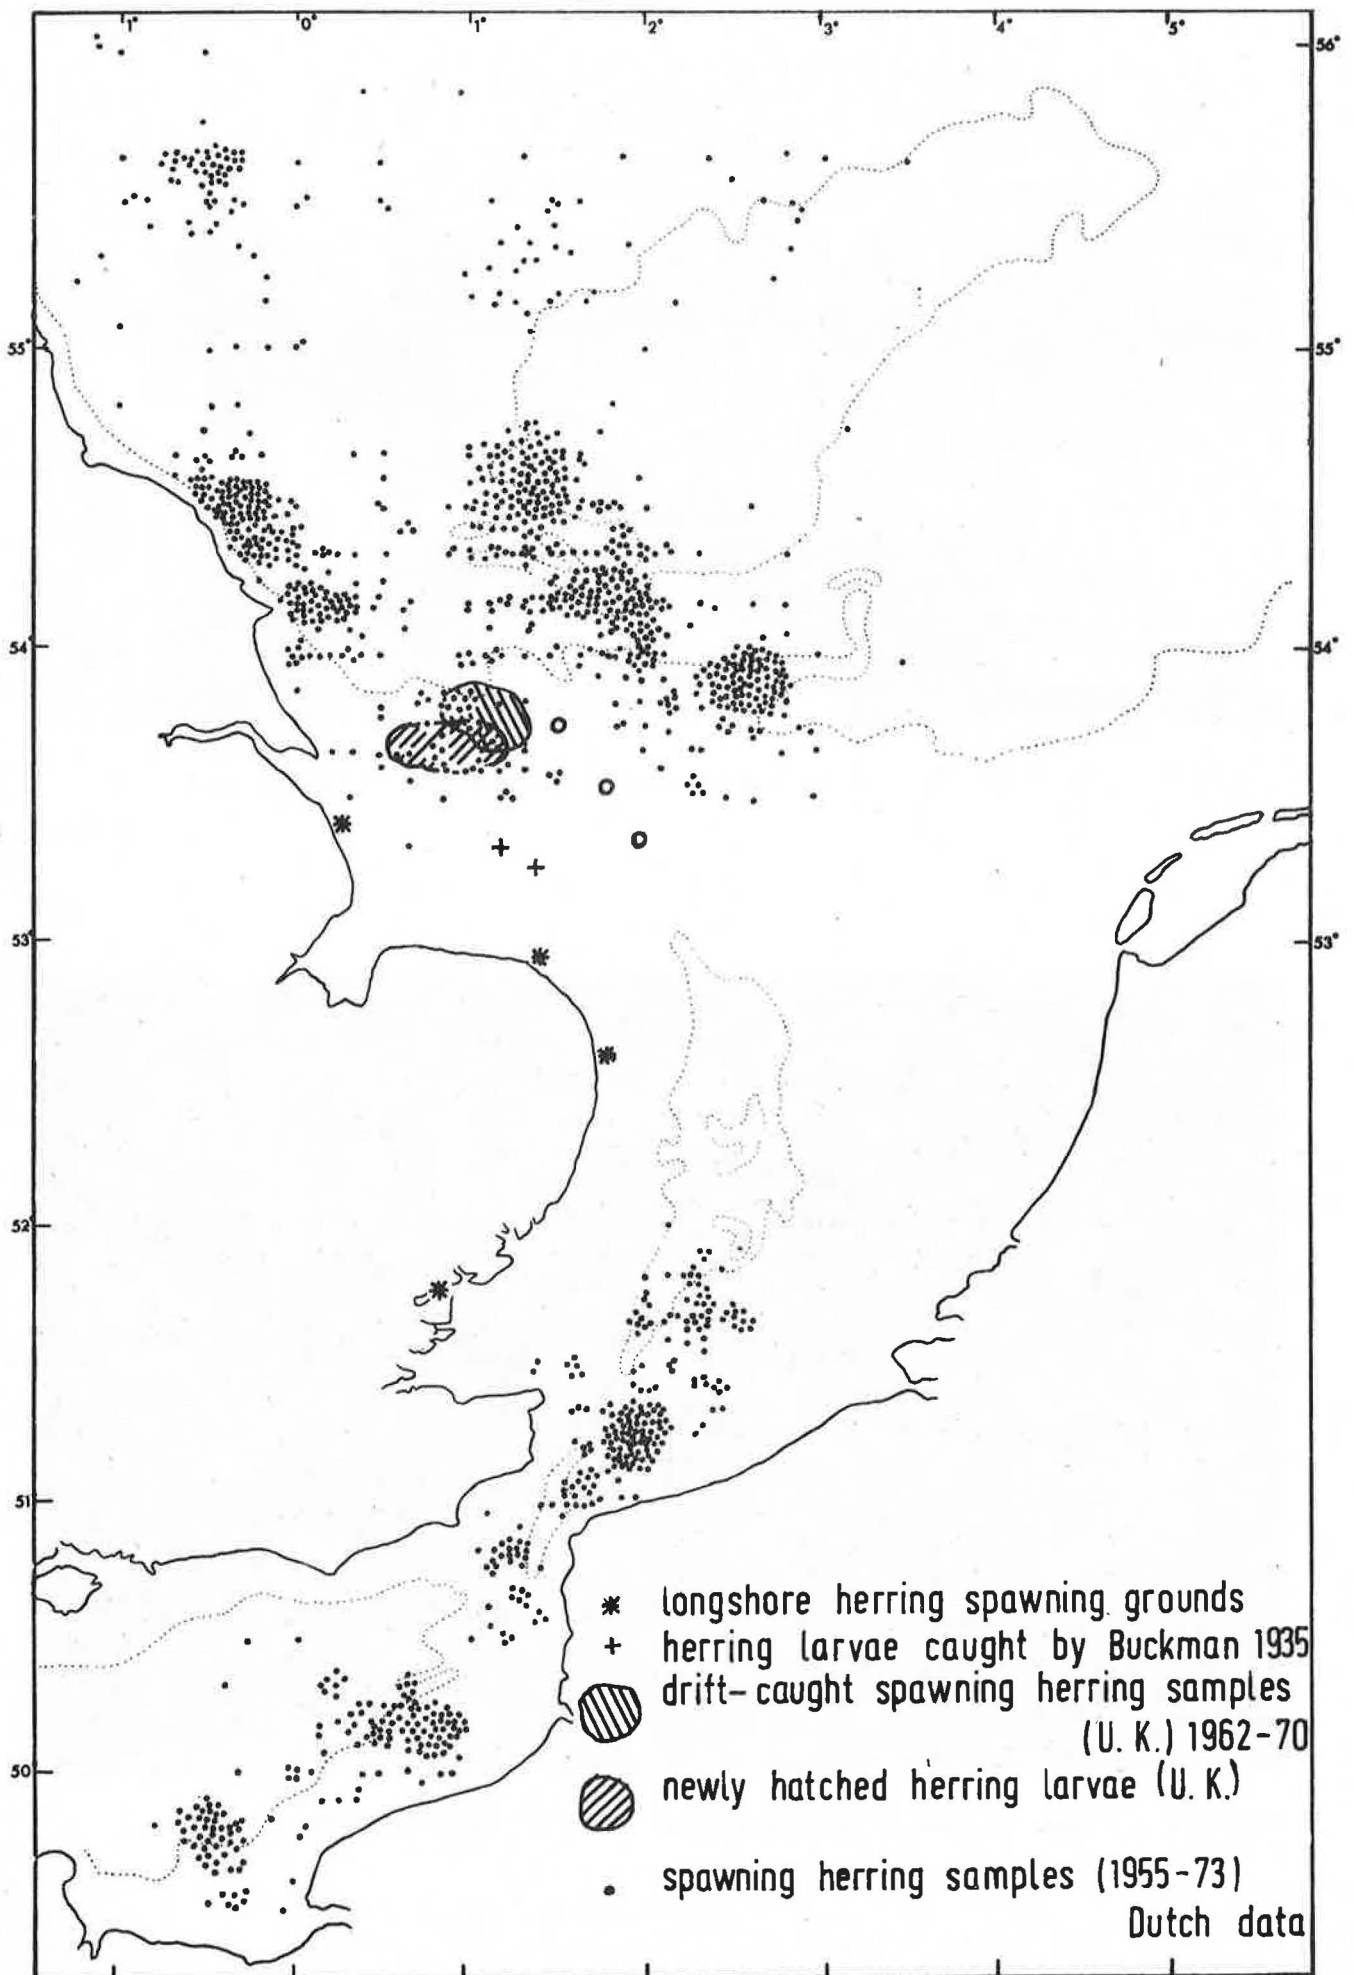 1° 0° 1° 2° 3° 4° 5°
56° 
55° 55°
54° 54°
53° 53°
52°
51°
50°
longshore herring spawning grounds
herring larvae caught by Buckman 1935
drift-caught spawning herring samples
(U. K.) 1962-70
newly hatched herring larvae (U. K.)
spawning herring samples (1955-73)
Dutch data